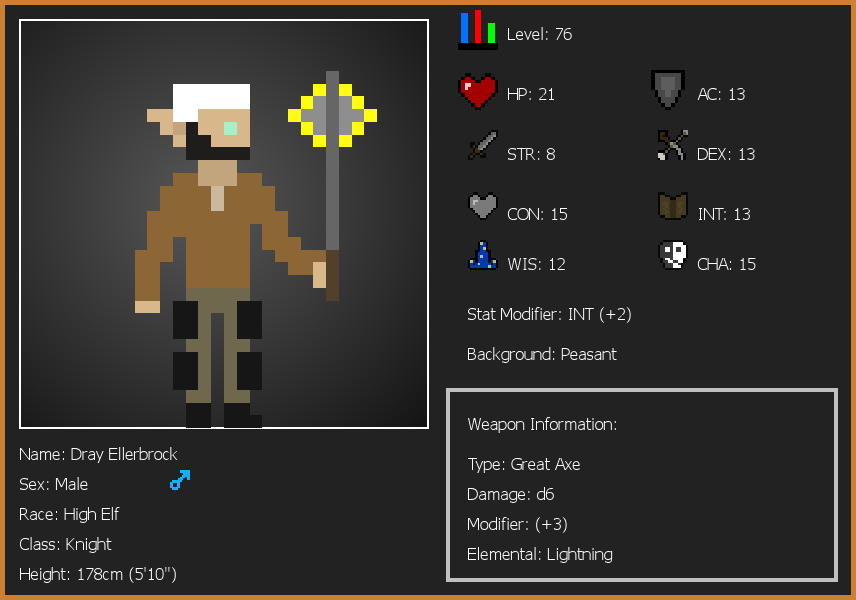 Level: 76
HP: 21
AC: 13
STR: 8
DEX: 13
CON: 15
INT: 13
WIS: 12
CHA: 15
Stat Modifier: INT (+2)
Background: Peasant
Weapon Information:
Type: Great Axe
Damage: d6
Modifier: (+3)
Elemental: Lightning
Name: Dray Ellerbrock
Sex: Male
Race: High Elf
Class: Knight
Height: 178cm (5'10")